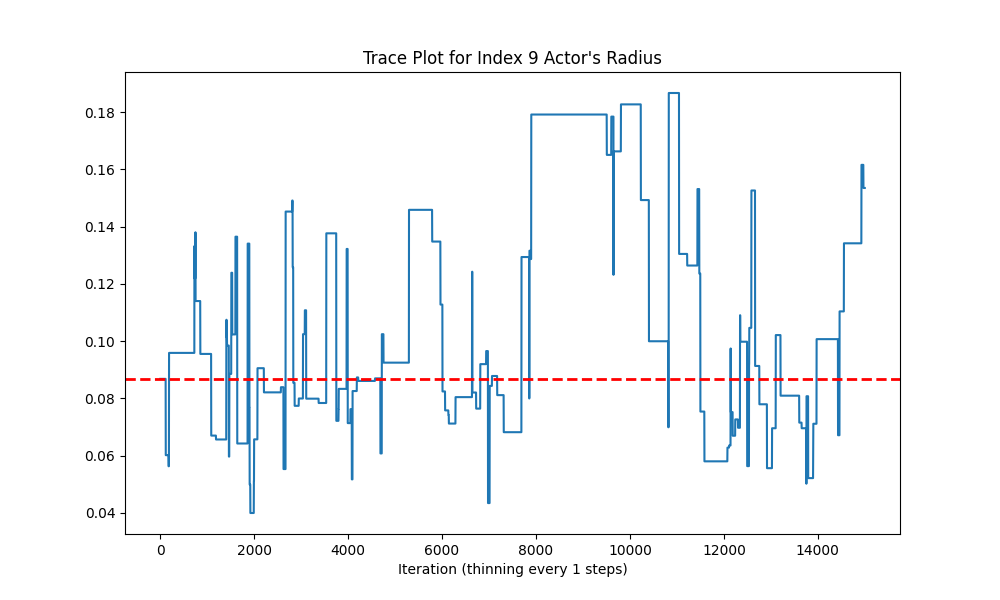 Trace Plot for Index 9 Actor's Radius
0.18
0.16
0.14
0.12
0.10
0.08
0.06
0.04
0 2000 4000 6000 8000 10000 12000 14000
Iteration (thinning every 1 steps)